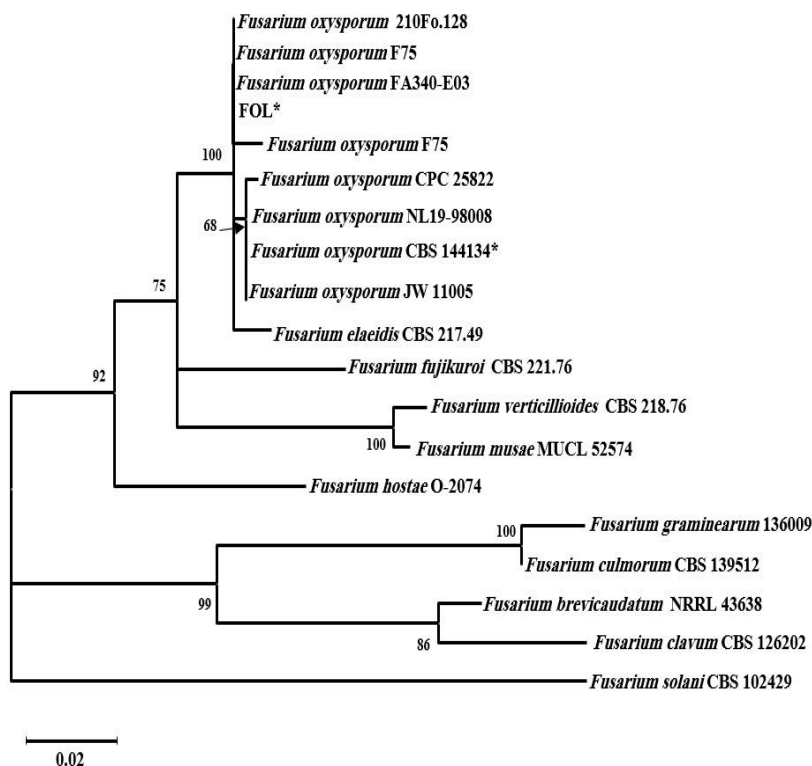 Fusarium oxysporum 210Fo.128
Fusarium oxysporum F75
Fusarium oxysporum FA340-E03
FOL*
Fusarium oxysporum F75
100
Fusarium oxysporum CPC 25822
Fusarium oxysporum NL19-98008
68
Fusarium oxysporum CBS 144134*
Fusarium oxysporum JW 11005
75
Fusarium elaeidis CBS 217.49
Fusarium fujikuroi CBS 221.76
92
Fusarium verticillioides CBS 218.76
100
Fusarium musae MUCL 52574
Fusarium hostae O-2074
Fusarium graminearum 136009
100
Fusarium culmorum CBS 139512
99
Fusarium brevicaudatum NRRL 43638
86
Fusarium clavum CBS 126202
Fusarium solani CBS 102429
0.02